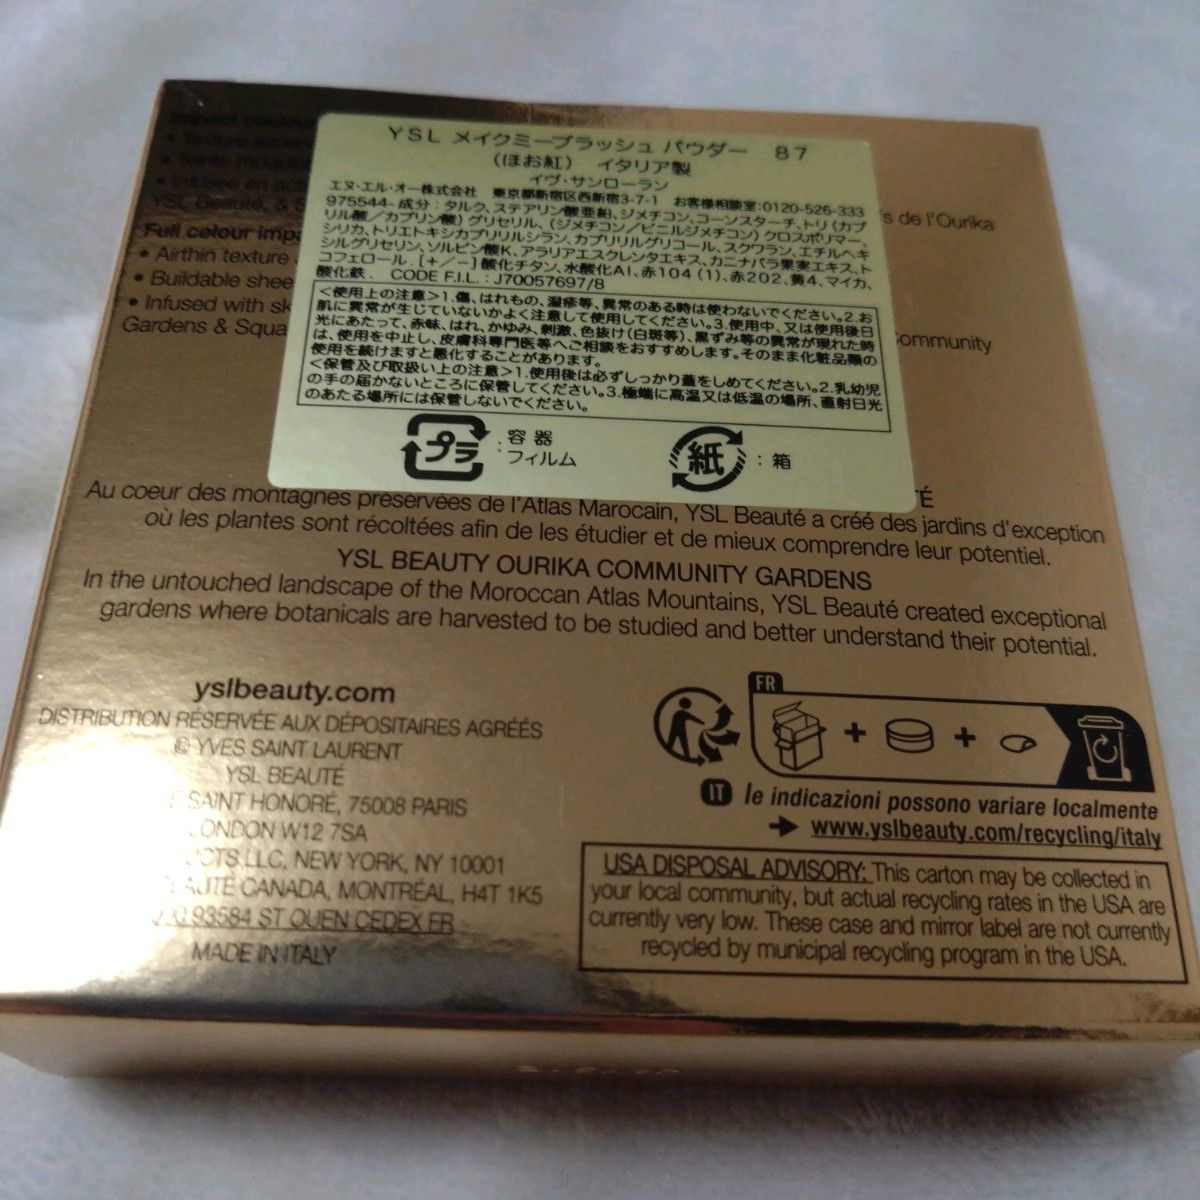 YSL メイクミーブラッシュ パウダー 87
(ほお紅) イタリア製
イヴ・サンローラン
エヌ・エル・オー株式会社 東京都新宿区西新宿3-7-1 お客様相談室:0120-526-333
975544- 成分：タルク、ステアリン酸亜鉛、ジメチコン、コーンスターチ、トリ(カプ
リル酸/カプリン酸)グリセリル、(ジメチコン/ビニルジメチコン)クロスポリマー、
シリカ、トリエトキシカプリリルシラン、カプリリルグリコール、スクワラン、エチルヘキ
シルグリセリン、ソルビン酸K、アラリアエスクレンタエキス、カニナバラ果実エキス、ト
コフェロール．[+/-]酸化チタン、水酸化Al、赤104(1)、赤202、黄4、マイカ、
酸化鉄． CODE F.I.L.：J70057697/8
<使用上の注意>1.傷、はれもの、湿疹等、異常のある時は使わないでください。2.お
肌に異常が生じていないかよく注意して使用してください。3.使用中、又は使用後日
光にあたって、赤味、はれ、かゆみ、刺激、色抜け(白斑等)、黒ずみ等の異常が現れた時
は、使用を中止し、皮膚科専門医等へご相談をおすすめします。そのまま化粧品類の
使用を続けますと悪化することがあります。
<保管及び取扱い上の注意>1.使用後は必ずしっかり蓋をしめてください。2.乳幼児
の手の届かないところに保管してください。3.極端に高温又は低温の場所、直射日光
のあたる場所には保管しないでください。
プラ : 容器
フィルム
紙 : 箱
• Texture
YSL Beauté, & S
s de l'Ourika
Full colour impa
• Airthin texture
• Buildable shee
• Infused with sk
Gardens & Squa
ommunity
TÉ
Au coeur des montagnes préservées de l'Atlas Marocain, YSL Beauté a créé des jardins d'exception
où les plantes sont récoltées afin de les étudier et de mieux comprendre leur potentiel.
YSL BEAUTY OURIKA COMMUNITY GARDENS
In the untouched landscape of the Moroccan Atlas Mountains, YSL Beauté created exceptional
gardens where botanicals are harvested to be studied and better understand their potential.
yslbeauty.com
DISTRIBUTION RÉSERVÉE AUX DÉPOSITAIRES AGRÉÉS
© YVES SAINT LAURENT
YSL BEAUTÉ
SAINT HONORÉ, 75008 PARIS
LONDON W12 7SA
CTS LLC, NEW YORK, NY 10001
AUTÉ CANADA, MONTRÉAL, H4T 1K5
93584 ST OUEN CEDEX FR
MADE IN ITALY
FR
IT le indicazioni possono variare localmente
www.yslbeauty.com/recycling/italy
USA DISPOSAL ADVISORY: This carton may be collected in
your local community, but actual recycling rates in the USA are
currently very low. These case and mirror label are not currently
recycled by municipal recycling program in the USA.